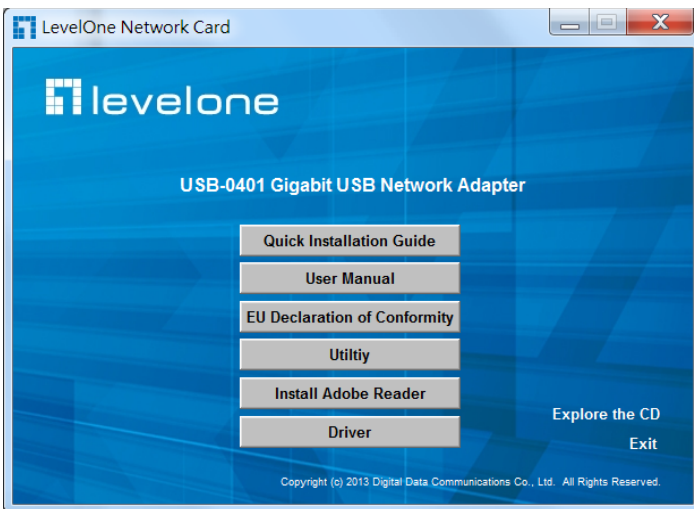 LevelOne Network Card
levelone
USB-0401 Gigabit USB Network Adapter
Quick Installation Guide
User Manual
EU Declaration of Conformity
Utiltiy
Install Adobe Reader
Driver
Explore the CD
Exit
Copyright (c) 2013 Digital Data Communications Co., Ltd. All Rights Reserved.